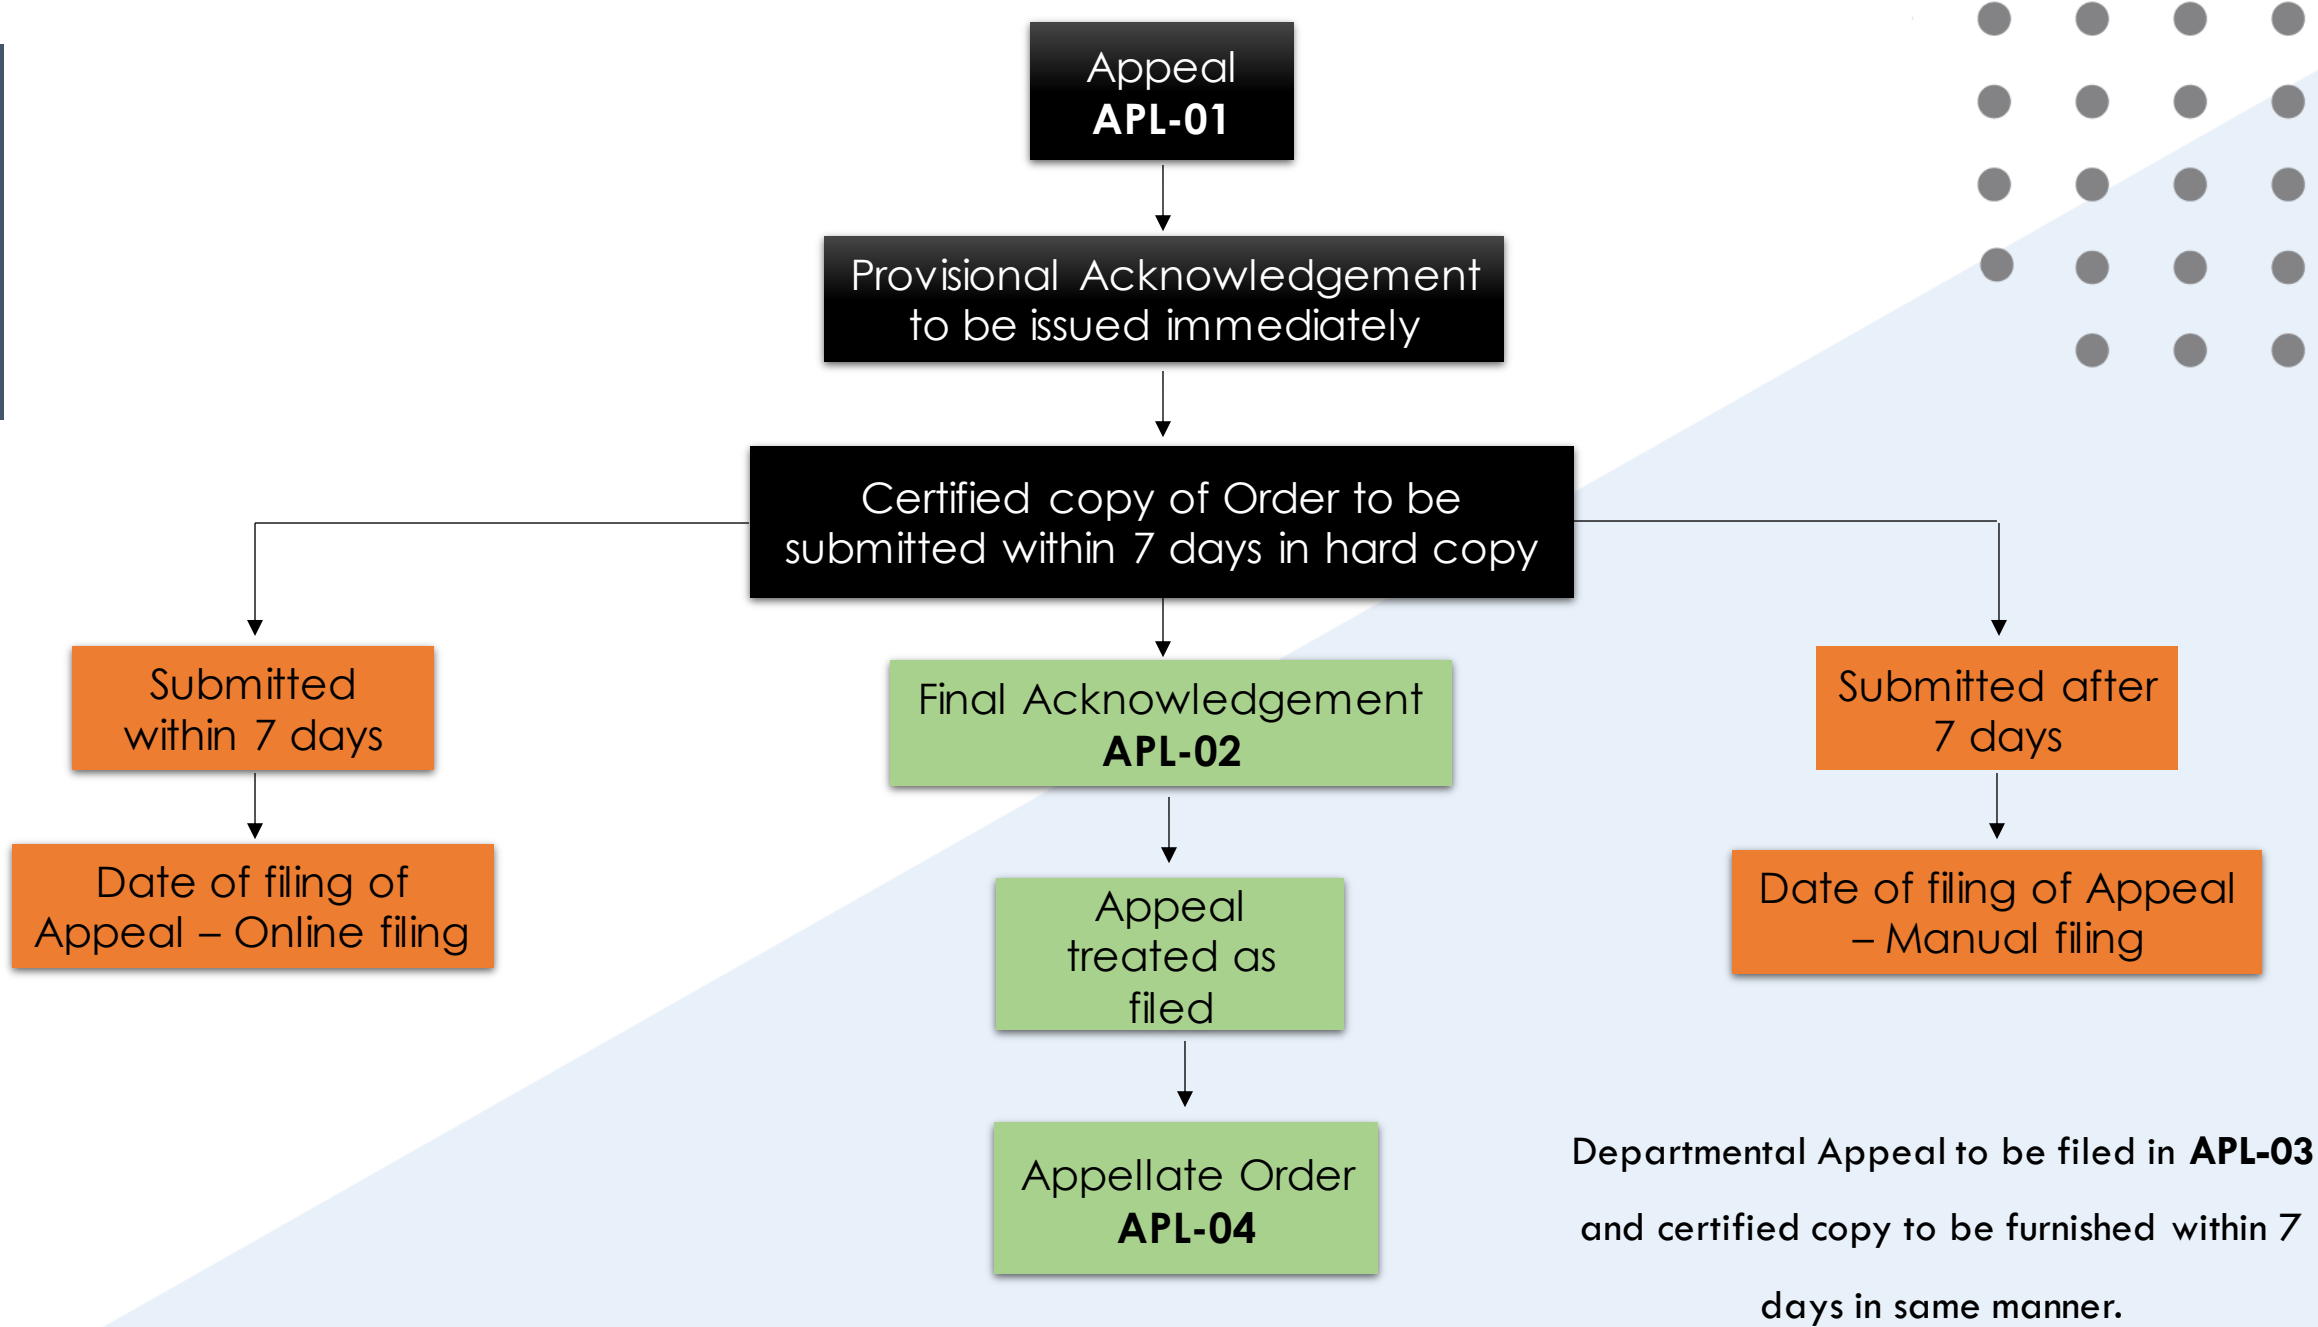 Appeal
APL-01
Provisional Acknowledgement
to be issued immediately
Certified copy of Order to be
submitted within 7 days in hard copy
Submitted
within 7 days
Date of filing of
Appeal – Online filing
Final Acknowledgement
APL-02
Appeal
treated as
filed
Appellate Order
APL-04
Submitted after
7 days
Date of filing of Appeal
– Manual filing
Departmental Appeal to be filed in APL-03
and certified copy to be furnished within 7
days in same manner.